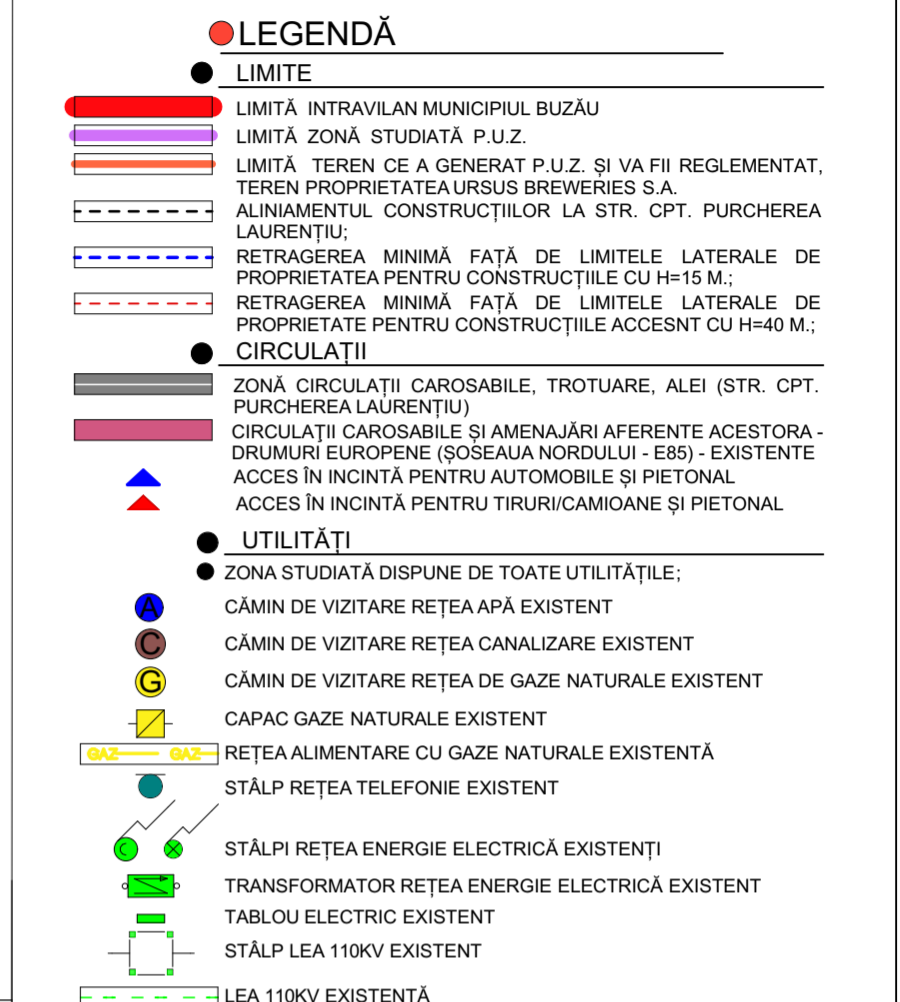 LEGENDĂ
LIMITE
LIMITĂ INTRAVILAN MUNICIPIUL BUZĂU
LIMITĂ ZONĂ STUDIATĂ P.U.Z.
LIMITĂ TEREN CE A GENERAT P.U.Z. ȘI VA FII REGLEMENTAT,
TEREN PROPRIETATEA URSUS BREWERIES S.A.
ALINIAMENTUL CONSTRUCȚIILOR LA STR. CPT. PURCHEREA
LAURENȚIU;
RETRAGEREA MINIMĂ FAȚĂ DE LIMITELE LATERALE DE
PROPRIETATEA PENTRU CONSTRUCȚIILE CU H=15 M.;
RETRAGEREA MINIMĂ FAȚĂ DE LIMITELE LATERALE DE
PROPRIETATE PENTRU CONSTRUCȚIILE ACCESNT CU H=40 M.;
CIRCULAȚII
ZONĂ CIRCULAȚII CAROSABILE, TROTUARE, ALEI (STR. CPT.
PURCHEREA LAURENȚIU)
CIRCULAŢII CAROSABILE ȘI AMENAJĂRI AFERENTE ACESTORA -
DRUMURI EUROPENE (ȘOSEAUA NORDULUI - E85) - EXISTENTE
ACCES ÎN INCINTĂ PENTRU AUTOMOBILE ȘI PIETONAL
ACCES ÎN INCINTĂ PENTRU TIRURI/CAMIOANE ȘI PIETONAL
UTILITĂȚI
ZONA STUDIATĂ DISPUNE DE TOATE UTILITĂȚILE;
A CĂMIN DE VIZITARE REȚEA APĂ EXISTENT
C CĂMIN DE VIZITARE REȚEA CANALIZARE EXISTENT
G CĂMIN DE VIZITARE REȚEA DE GAZE NATURALE EXISTENT
CAPAC GAZE NATURALE EXISTENT
GAZ GAZ REȚEA ALIMENTARE CU GAZE NATURALE EXISTENTĂ
STÂLP REȚEA TELEFONIE EXISTENT
STÂLPI REȚEA ENERGIE ELECTRICĂ EXISTENȚI
TRANSFORMATOR REȚEA ENERGIE ELECTRICĂ EXISTENT
TABLOU ELECTRIC EXISTENT
STÂLP LEA 110KV EXISTENT
LEA 110KV EXISTENTĂ